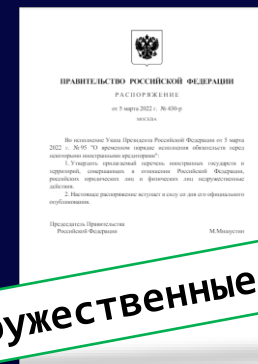 ПРАВИТЕЛЬСТВО РОССИЙСКОЙ ФЕДЕРАЦИИ
РАСПОРЯЖЕНИЕ
от 5 марта 2022 г. № 430-р
МОСКВА
Во исполнение Указа Президента Российской Федерации от 5 марта
2022 г. № 95 "О временном порядке исполнения обязательств перед
некоторыми иностранными кредиторами":
1. Утвердить прилагаемый перечень иностранных государств и
территорий, совершающих в отношении Российской Федерации,
российских юридических лиц и физических лиц недружественные
действия.
2. Настоящее распоряжение вступает в силу со дня его официального
опубликования.
Председатель Правительства
Российской Федерации М.Мишустин
ружественные